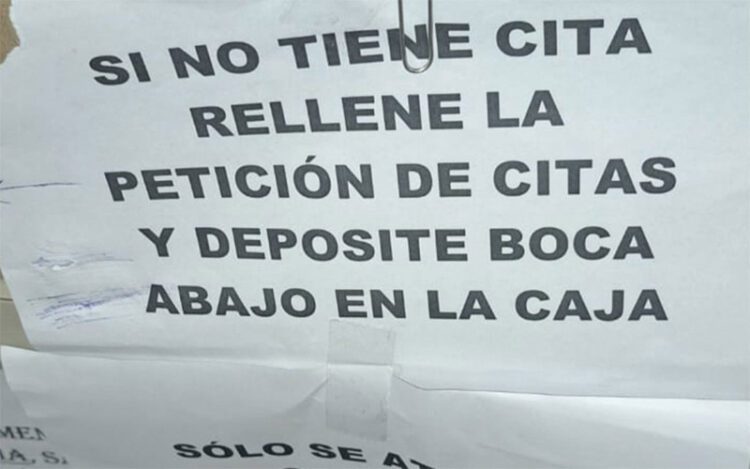 SI NO TIENE CITA
RELLENE LA
PETICIÓN DE CITAS
Y DEPOSITE BOCA
ABAJO EN LA CAJA
SÓLO SE